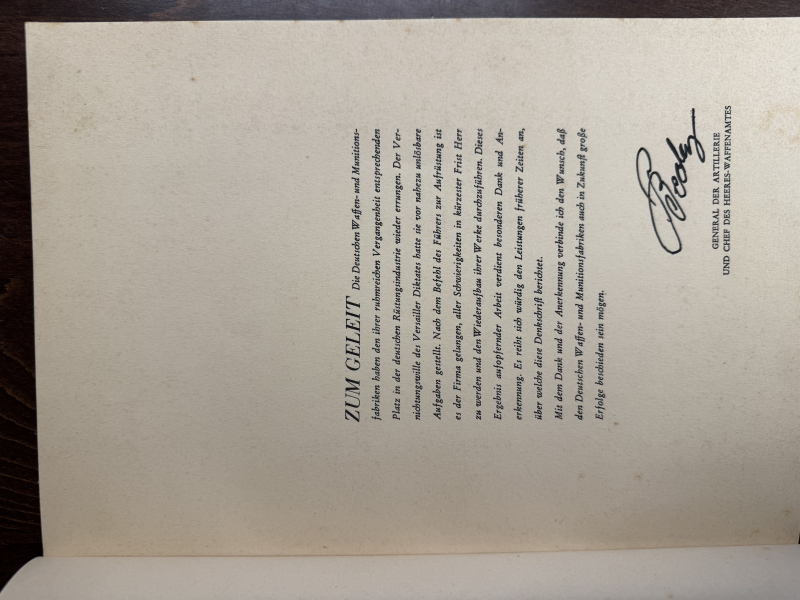 ZUM GELEIT Die Deutschen Waffen- und Munitions-
fabriken haben den ihrer ruhmreichen Vergangenheit entsprechenden
Platz in der deutschen Rüstungsindustrie wieder errungen. Der Ver-
nichtungswille des Versailler Diktates hatte sie vor nahezu unlösbare
Aufgaben gestellt. Nach dem Befehl des Führers zur Aufrüstung ist
es der Firma gelungen, aller Schwierigkeiten in kürzester Frist Herr
zu werden und den Wiederaufbau ihrer Werke durchzuführen. Dieses
Ergebnis aufopfernder Arbeit verdient besonderen Dank und An-
erkennung. Es reiht sich würdig den Leistungen früherer Zeiten an,
über welche diese Denkschrift berichtet.
Mit dem Dank und der Anerkennung verbinde ich den Wunsch, daß
den Deutschen Waffen- und Munitionsfabriken auch in Zukunft große
Erfolge beschieden sein mögen.
GENERAL DER ARTILLERIE
UND CHEF DES HEERES-WAFFENAMTES